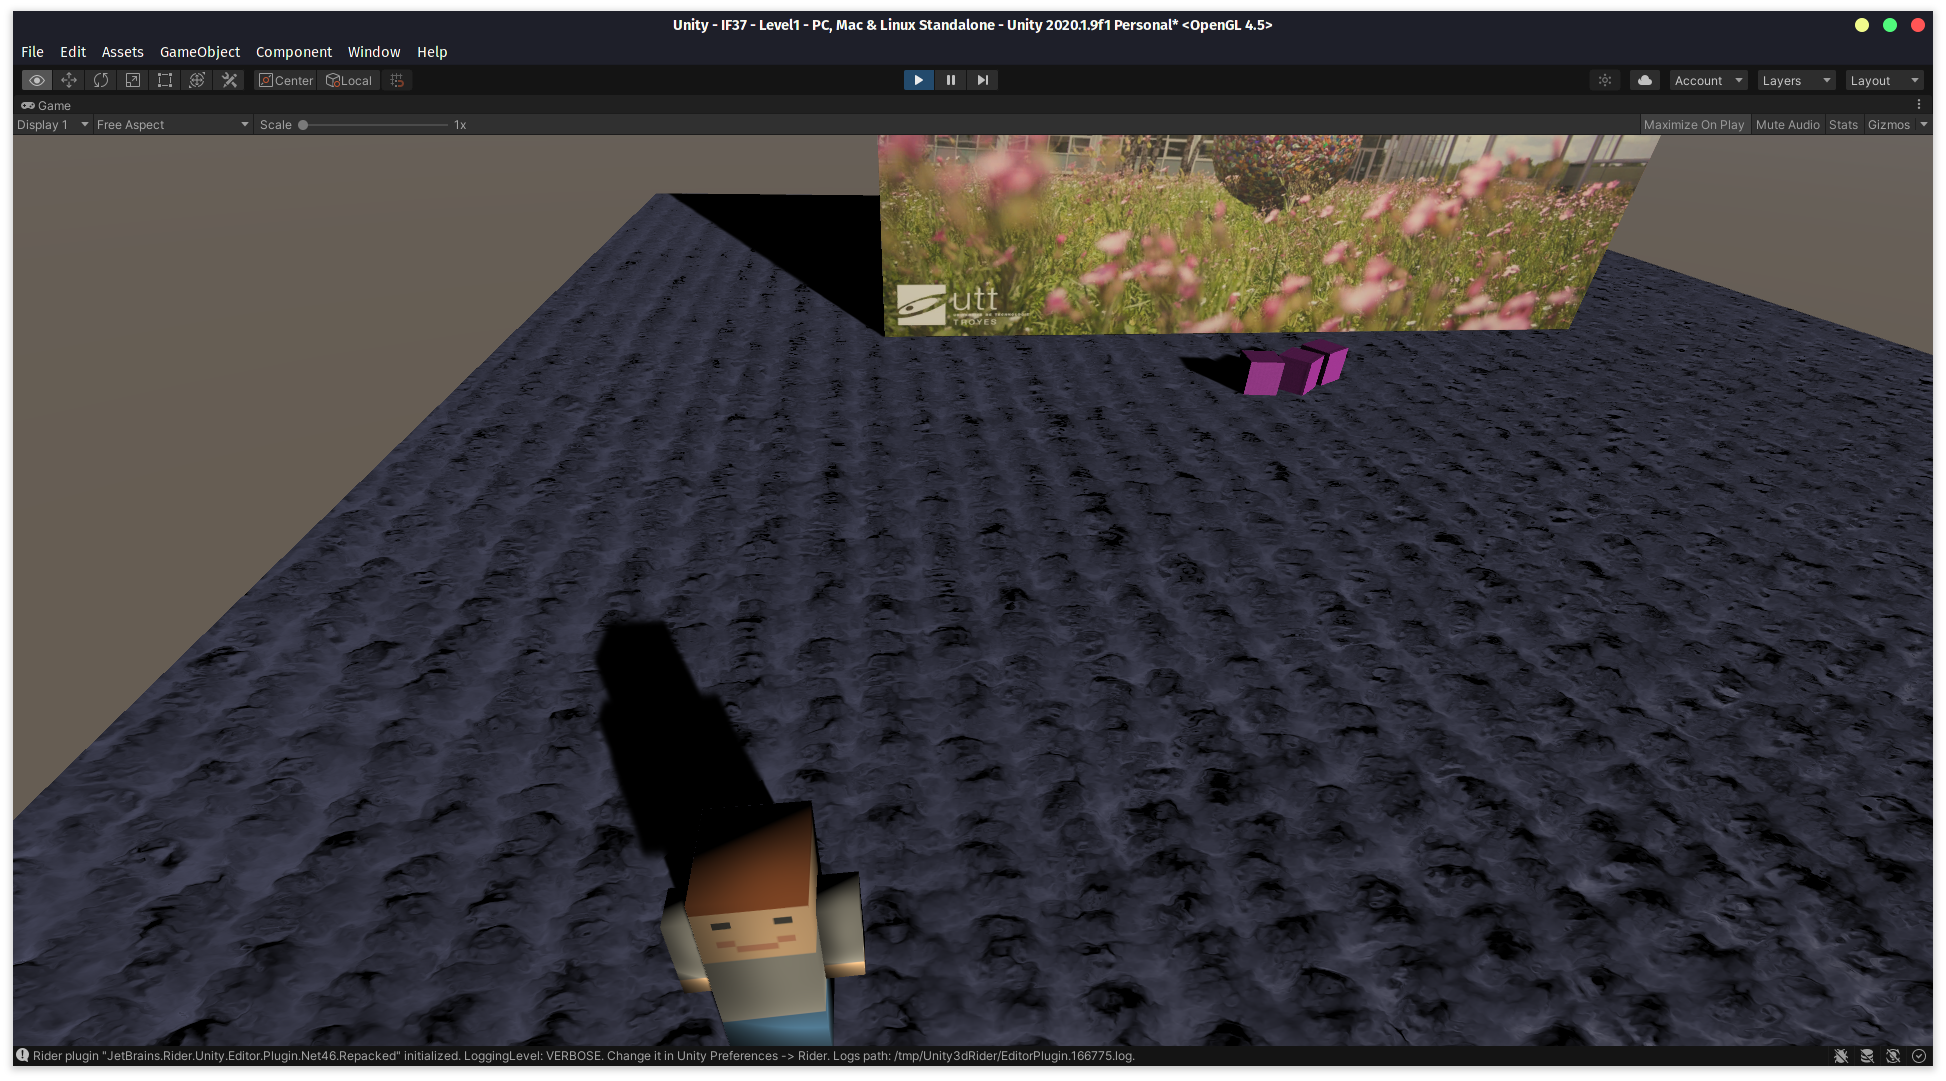 Unity - IF37 - Level1 - PC, Mac & Linux Standalone - Unity 2020.1.9f1 Personal* <OpenGL 4.5>
File Edit Assets GameObject Component Window Help
Center Local Account Layers Layout
Game
Display 1 Free Aspect Scale 1x Maximize On Play Mute Audio Stats Gizmos
utt
TROYES
Rider plugin "JetBrains.Rider.Unity.Editor.Plugin.Net46.Repacked" initialized. LoggingLevel: VERBOSE. Change it in Unity Preferences -> Rider. Logs path: /tmp/Unity3dRider/EditorPlugin.166775.log.